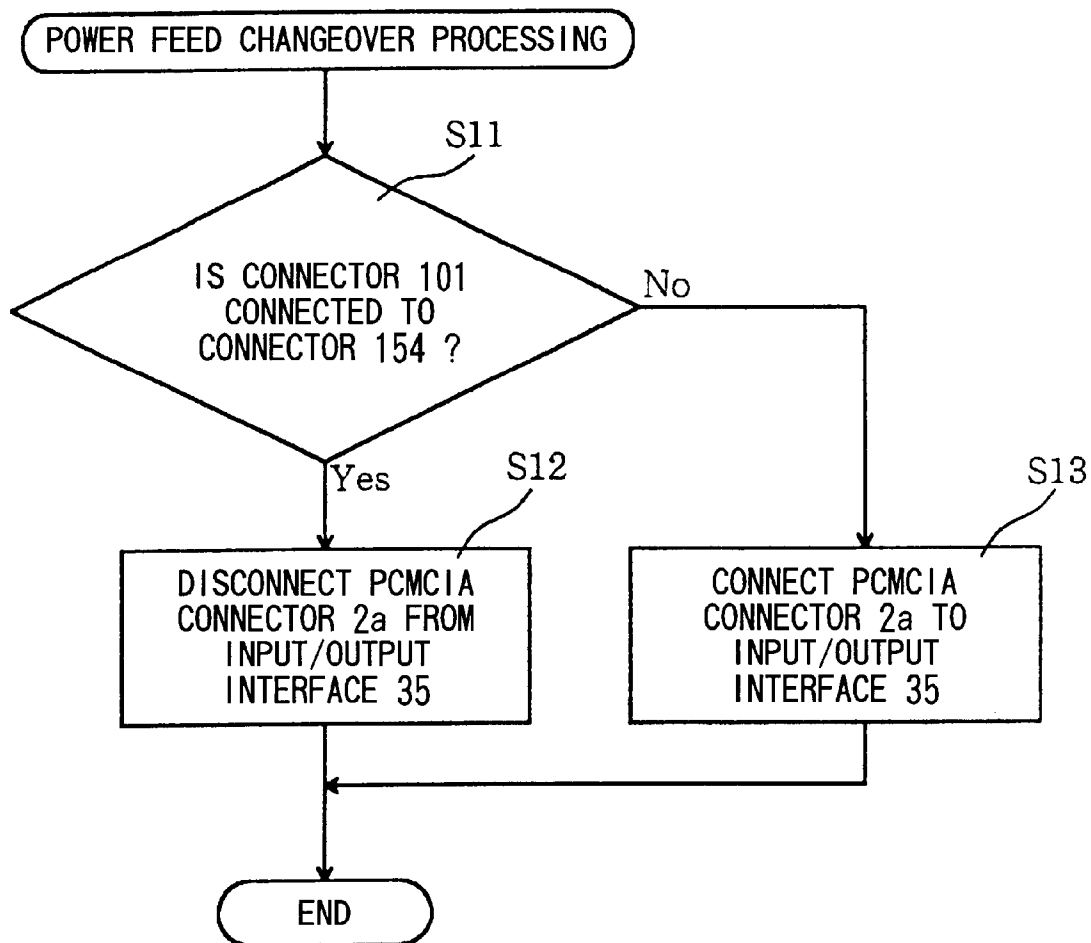 POWER FEED CHANGEOVER PROCESSING
S11
IS CONNECTOR 101
CONNECTED TO
CONNECTOR 154 ?
No
Yes
S12
DISCONNECT PCMCIA
CONNECTOR 2a FROM
INPUT/OUTPUT
INTERFACE 35
S13
CONNECT PCMCIA
CONNECTOR 2a TO
INPUT/OUTPUT
INTERFACE 35
END